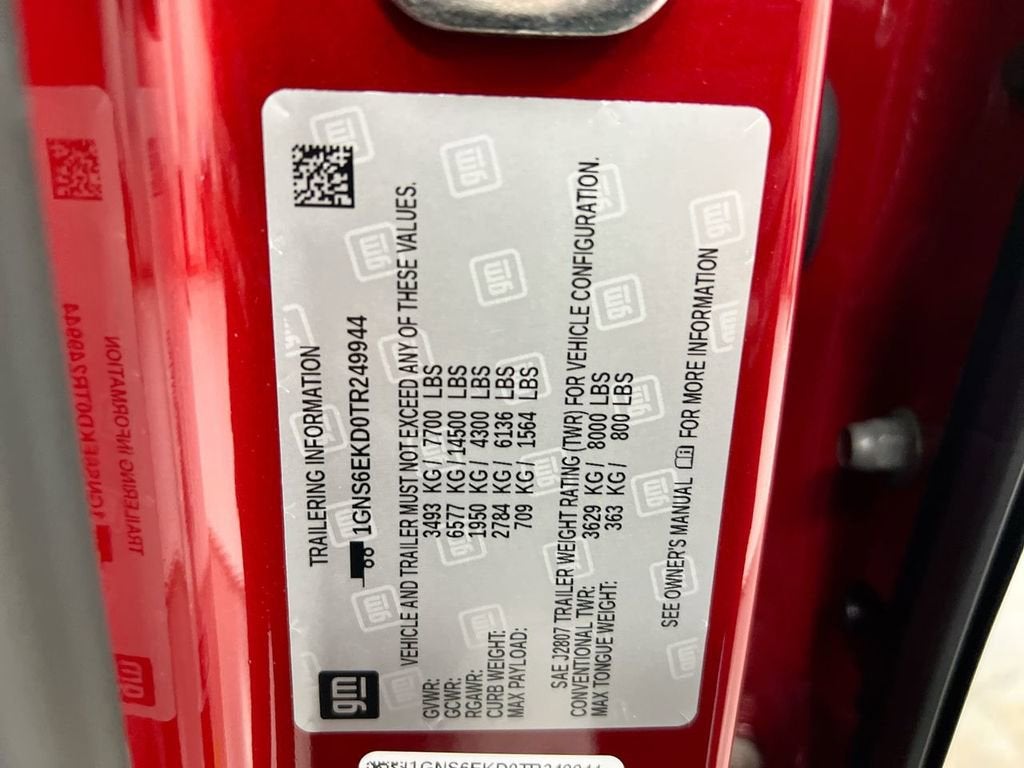 TRAILERING INFORMATION
1GNS6EKD0TR249944
VEHICLE AND TRAILER MUST NOT EXCEED ANY OF THESE VALUES.
GVWR: 3493 KG / 7700 LBS
GCWR: 6577 KG / 14500 LBS
RGAWR: 1950 KG / 4300 LBS
CURB WEIGHT: 2784 KG / 6136 LBS
MAX PAYLOAD: 709 KG / 1564 LBS
SAE J2807 TRAILER WEIGHT RATING (TWR) FOR VEHICLE CONFIGURATION.
CONVENTIONAL TWR: 3629 KG / 8000 LBS
MAX TONGUE WEIGHT: 363 KG / 800 LBS
SEE OWNER'S MANUAL FOR MORE INFORMATION
gm
1GNS6EKD0TR249944